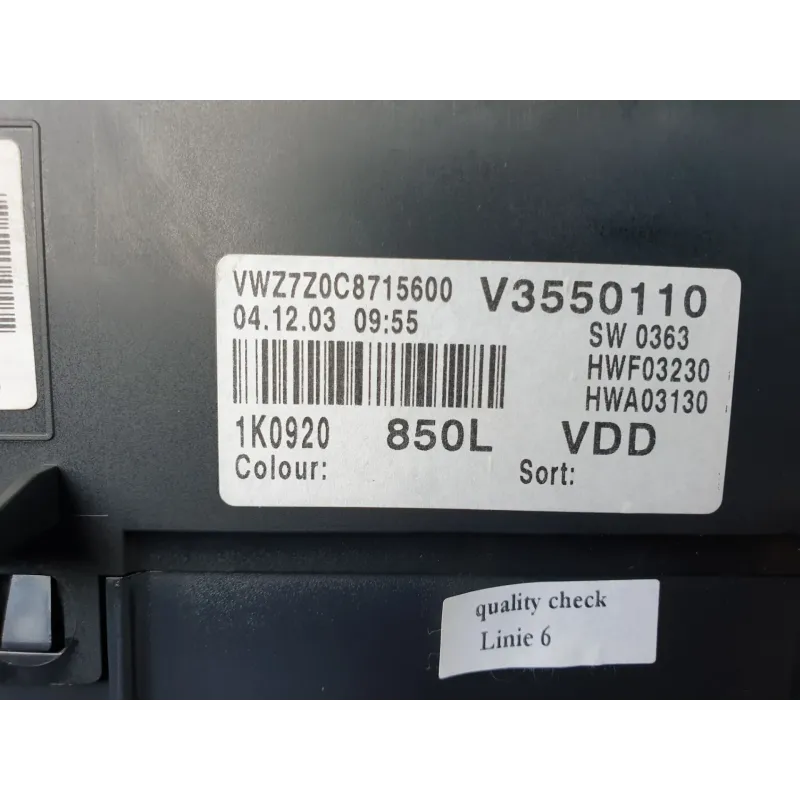 VWZ7Z0C8715600 V3550110
04.12.03 09:55 SW 0363
HWF03230
HWA03130
1K0920 850L VDD
Colour: Sort:
quality check
Linie 6